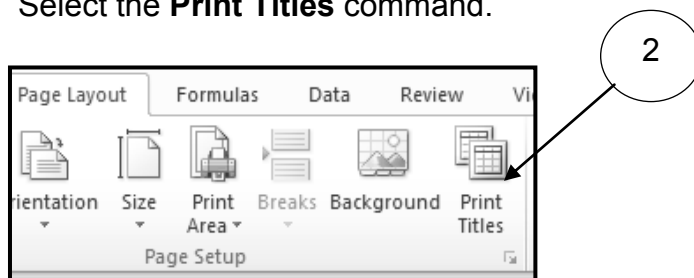 Select the Print Titles command.
2
Page Layout Formulas Data Review Vi
rientation Size Print Area Breaks Background Print Titles
Page Setup